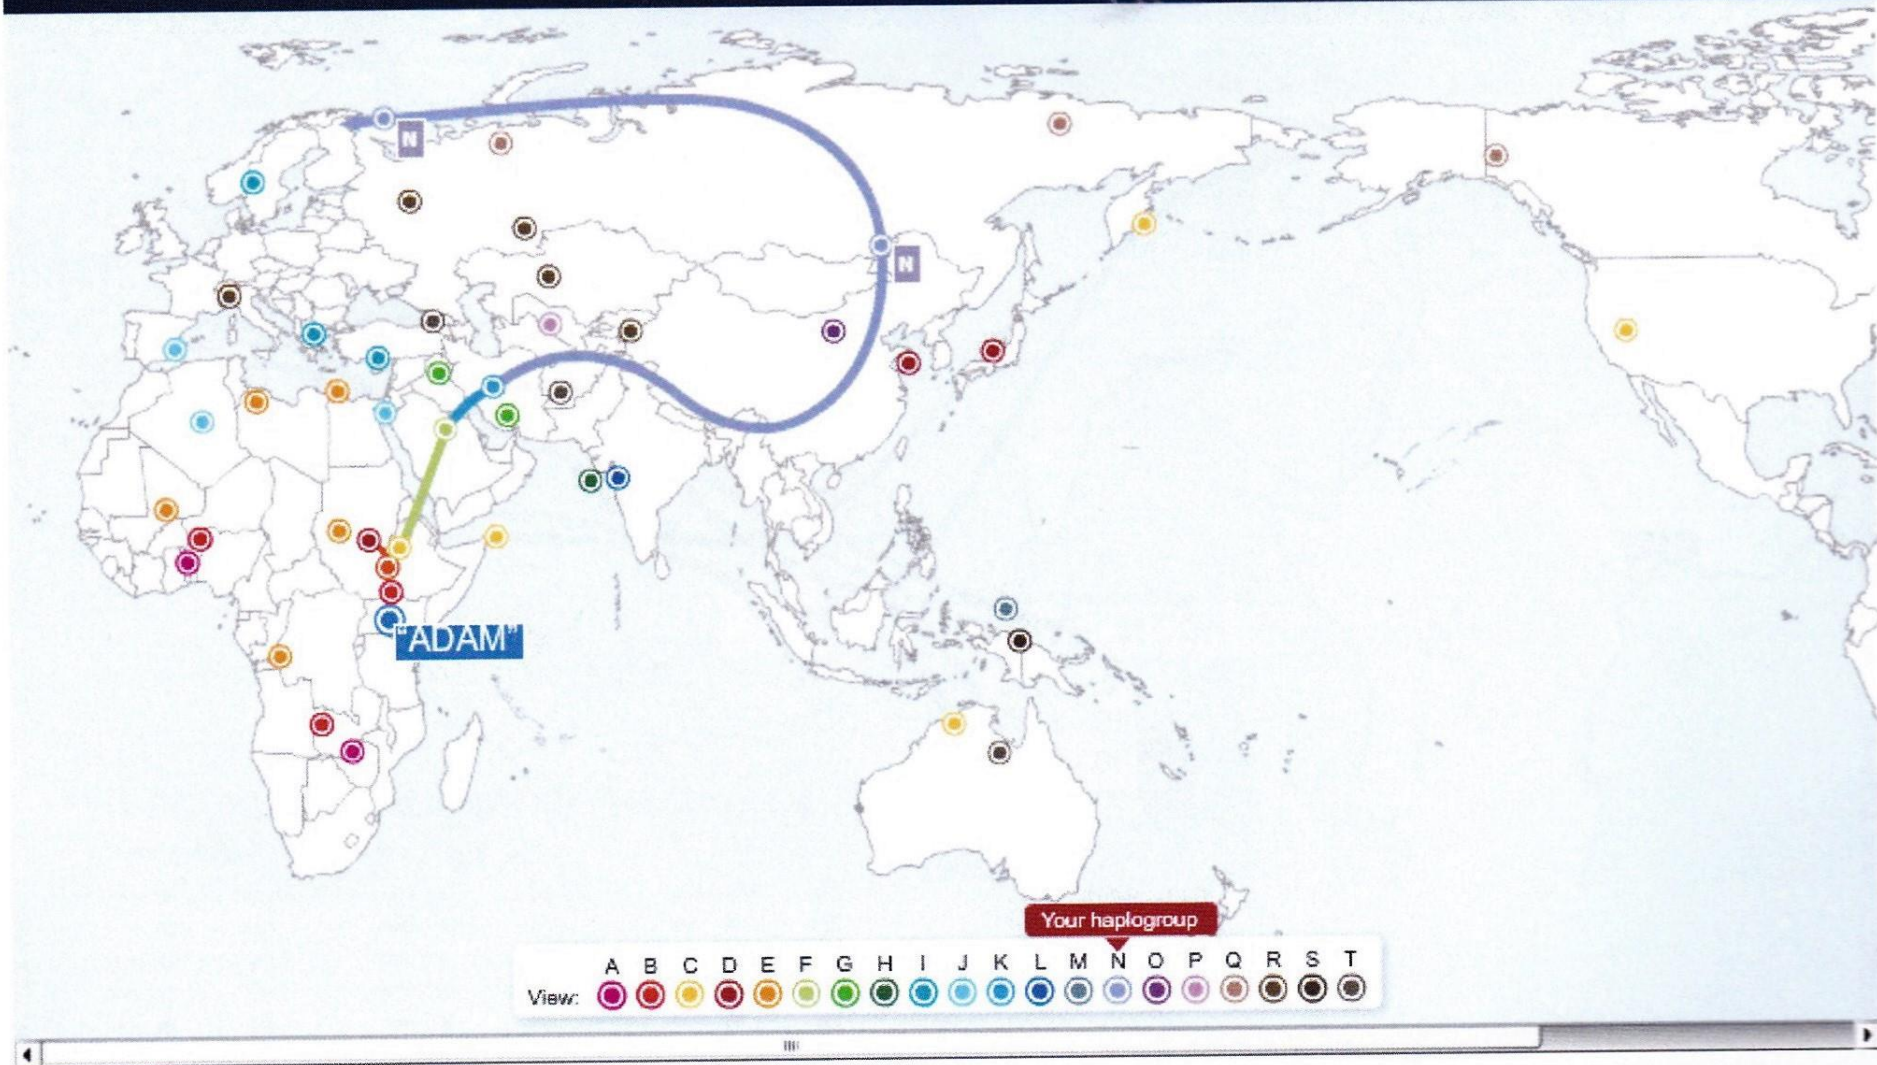 N
N
"ADAM"
Your haplogroup
A B C D E F G H I J K L M N O P Q R S T
View: